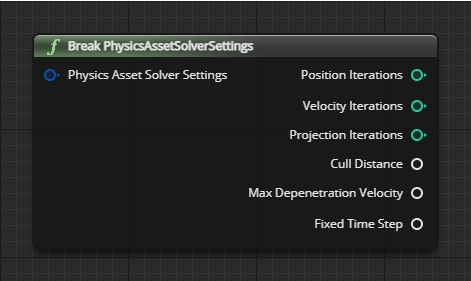 f Break PhysicsAssetSolverSettings
Physics Asset Solver Settings
Position Iterations
Velocity Iterations
Projection Iterations
Cull Distance
Max Depenetration Velocity
Fixed Time Step